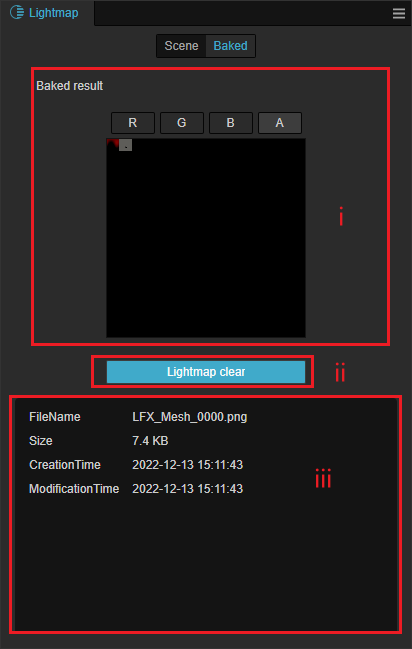 Lightmap
Scene Baked
Baked result
R G B A
i
Lightmap clear
ii
FileName LFX_Mesh_0000.png
Size 7.4 KB
CreationTime 2022-12-13 15:11:43
iii
ModificationTime 2022-12-13 15:11:43